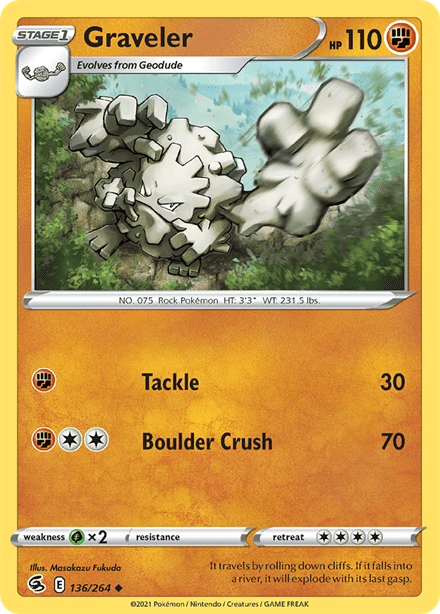 STAGE 1
Graveler
HP 110
Evolves from Geodude
NO. 075 Rock Pokémon HT: 3'3" WT: 231.5 lbs.
Tackle 30
Boulder Crush 70
weakness ×2 resistance retreat
Illus. Masakazu Fukuda
It travels by rolling down cliffs. If it falls into
a river, it will explode with its last gasp.
E 136/264
©2021 Pokémon / Nintendo / Creatures / GAME FREAK